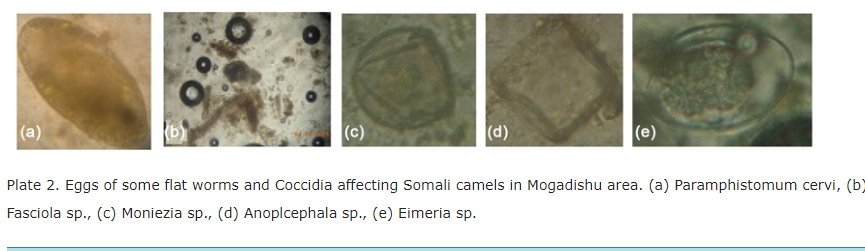 (a) (b) (c) (d) (e)
Plate 2. Eggs of some flat worms and Coccidia affecting Somali camels in Mogadishu area. (a) Paramphistomum cervi, (b)
Fasciola sp., (c) Moniezia sp., (d) Anoplcephala sp., (e) Eimeria sp.